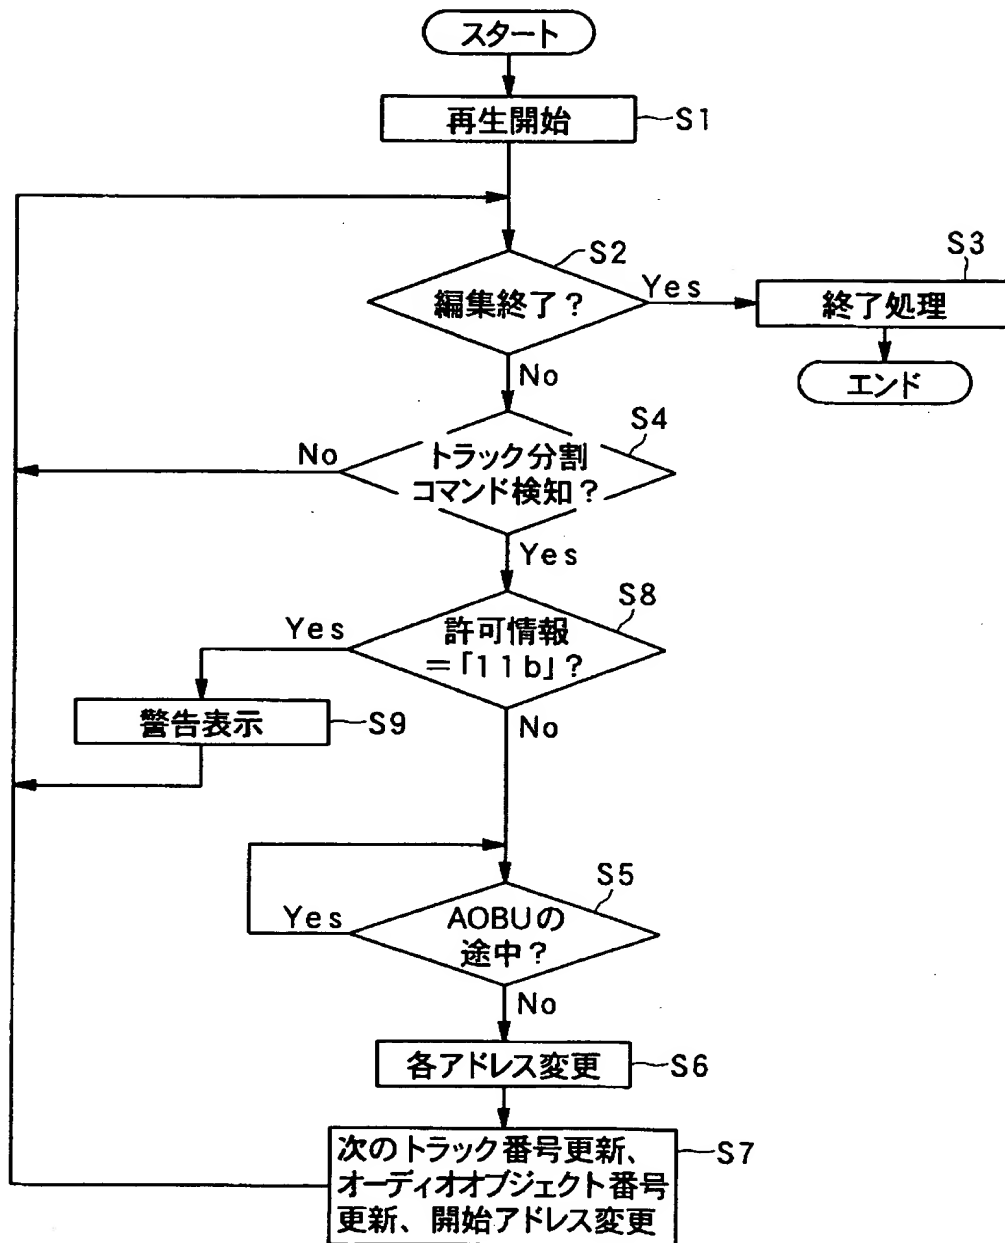 スタート
再生開始
S1
S2
編集終了?
Yes
S3
終了処理
エンド
No
S4
トラック分割
コマンド検知?
No
Yes
S8
許可情報
=「11b」?
Yes
警告表示
S9
No
S5
AOBUの
途中?
Yes
No
各アドレス変更
S6
次のトラック番号更新、
オーディオオブジェクト番号
更新、開始アドレス変更
S7